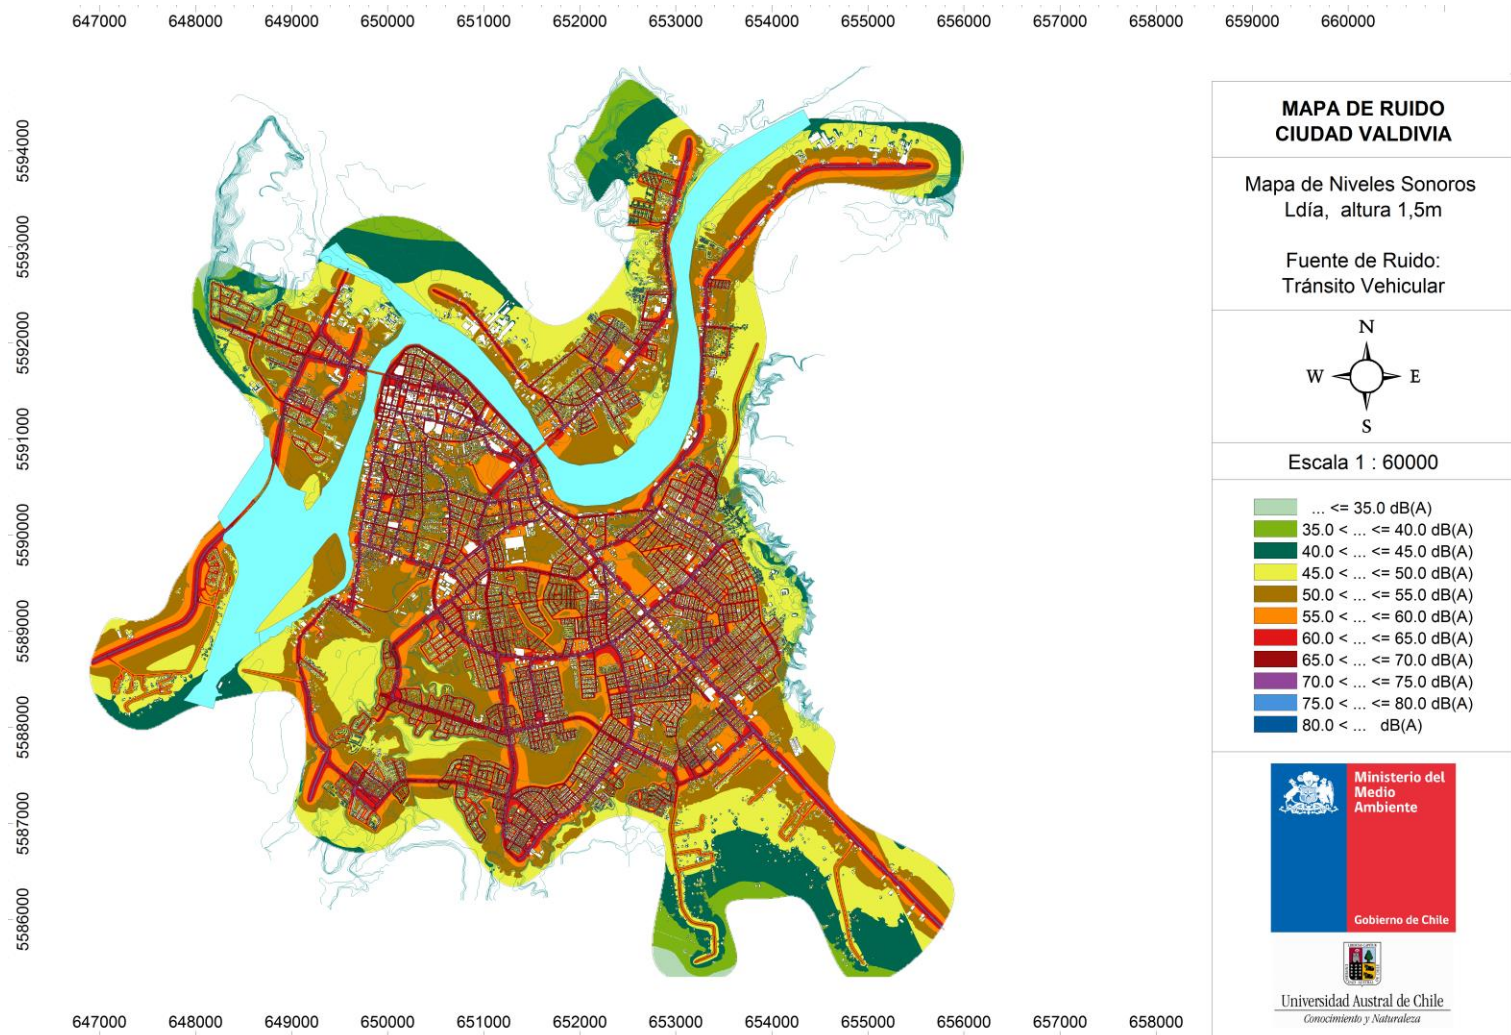 647000 648000 649000 650000 651000 652000 653000 654000 655000 656000 657000 658000 659000 660000
5594000
5593000
5592000
5591000
5590000
5589000
5588000
5587000
5586000
MAPA DE RUIDO
CIUDAD VALDIVIA
Mapa de Niveles Sonoros
Ldía, altura 1,5m
Fuente de Ruido:
Tránsito Vehicular
N
W E
S
Escala 1 : 60000
... <= 35.0 dB(A)
35.0 < ... <= 40.0 dB(A)
40.0 < ... <= 45.0 dB(A)
45.0 < ... <= 50.0 dB(A)
50.0 < ... <= 55.0 dB(A)
55.0 < ... <= 60.0 dB(A)
60.0 < ... <= 65.0 dB(A)
65.0 < ... <= 70.0 dB(A)
70.0 < ... <= 75.0 dB(A)
75.0 < ... <= 80.0 dB(A)
80.0 < ... dB(A)
Ministerio del
Medio
Ambiente
Gobierno de Chile
Universidad Austral de Chile
Conocimiento y Naturaleza
647000 648000 649000 650000 651000 652000 653000 654000 655000 656000 657000 658000